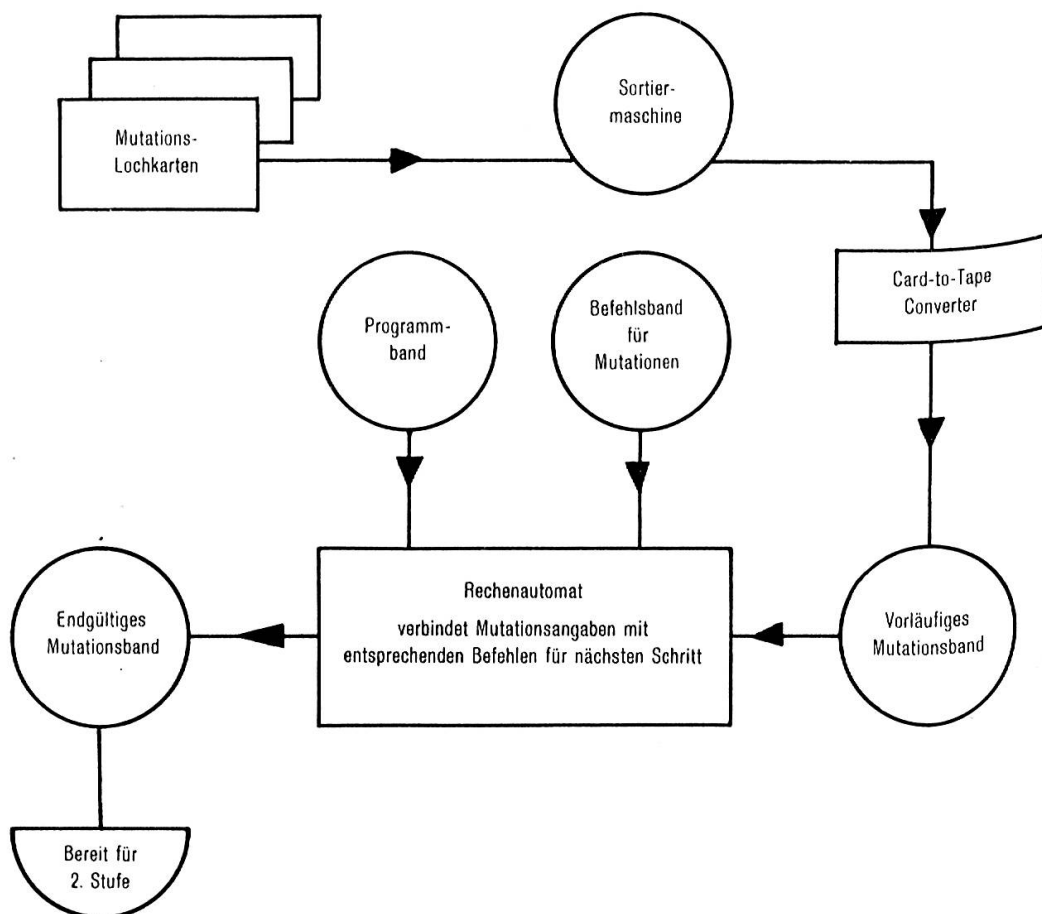 Mutations-
Lochkarten
Sortier-
maschine
Card-to-Tape
Converter
Programm-
band
Befehlsband
für
Mutationen
Endgültiges
Mutationsband
Rechenautomat
verbindet Mutationsangaben mit
entsprechenden Befehlen für nächsten Schritt
Vorläufiges
Mutationsband
Bereit für
2. Stufe